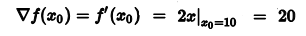 ∇f(x₀) = f′(x₀) = 2x|ₓ₀₌₁₀ = 20